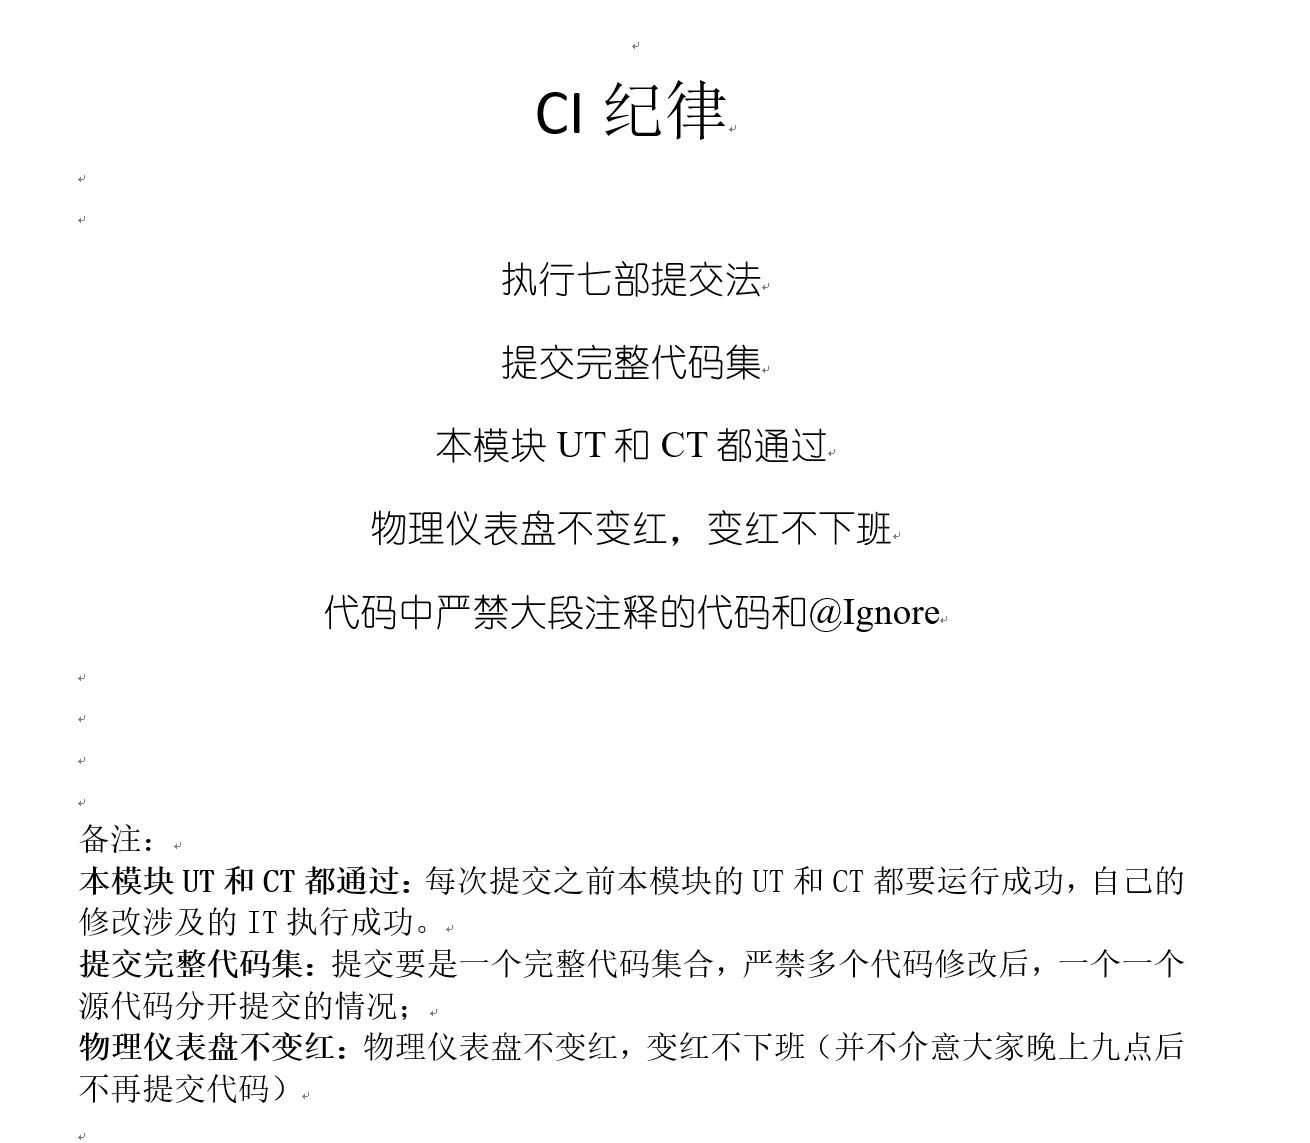 CI 纪律
执行七部提交法
提交完整代码集
本模块 UT 和 CT 都通过
物理仪表盘不变红，变红不下班
代码中严禁大段注释的代码和@Ignore
备注：
本模块 UT 和 CT 都通过：每次提交之前本模块的 UT 和 CT 都要运行成功，自己的
修改涉及的 IT 执行成功。
提交完整代码集：提交要是一个完整代码集合，严禁多个代码修改后，一个一个
源代码分开提交的情况；
物理仪表盘不变红：物理仪表盘不变红，变红不下班（并不介意大家晚上九点后
不再提交代码）